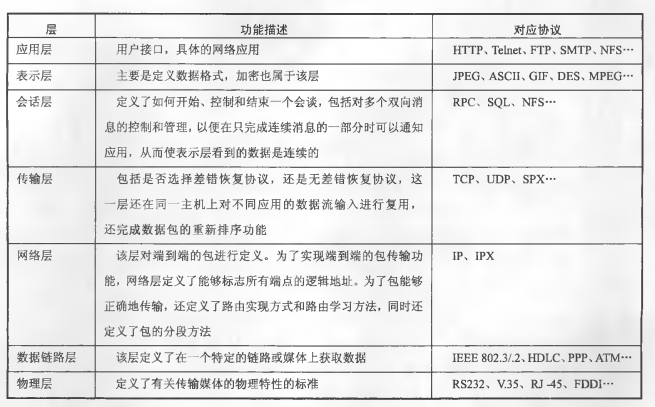 层 功能描述 对应协议
应用层 用户接口，具体的网络应用 HTTP、Telnet、FTP、SMTP、NFS…
表示层 主要是定义数据格式，加密也属于该层 JPEG、ASCII、GIF、DES、MPEG…
会话层 定义了如何开始、控制和结束一个会谈，包括对多个双向消 RPC、SQL、NFS…
息的控制和管理，以便在只完成连续消息的一部分时可以通知
应用，从而使表示层看到的数据是连续的
传输层 包括是否选择差错恢复协议，还是无差错恢复协议，这 TCP、UDP、SPX…
一层还在同一主机上对不同应用的数据流输入进行复用，
还完成数据包的重新排序功能
网络层 该层对端到端的包进行定义。为了实现端到端的包传输功 IP、IPX
能，网络层定义了能够标志所有端点的逻辑地址。为了包能够
正确地传输，还定义了路由实现方式和路由学习方法，同时还
定义了包的分段方法
数据链路层 该层定义了在一个特定的链路或媒体上获取数据 IEEE 802.3/.2、HDLC、PPP、ATM…
物理层 定义了有关传输媒体的物理特性的标准 RS232、V.35、RJ -45、FDDI…